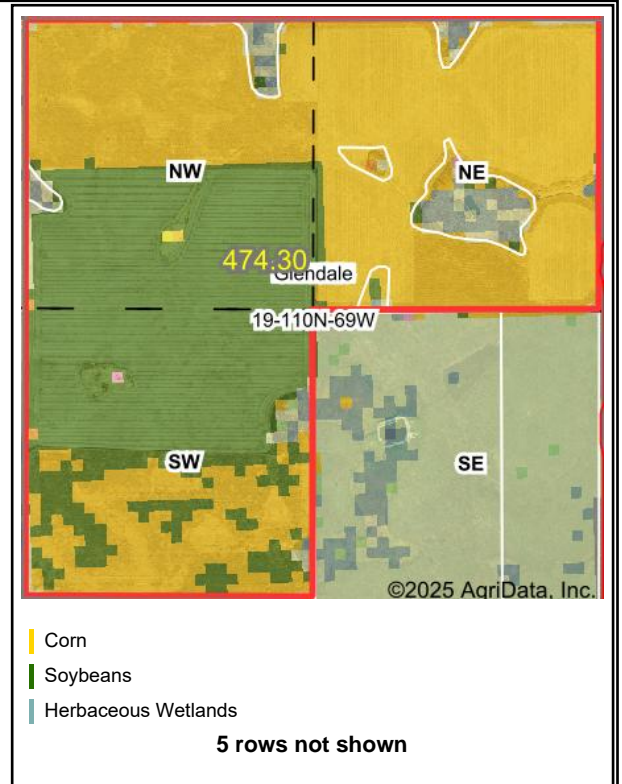 NW
NE
474.30
Glendale
19-110N-69W
SW
SE
©2025 AgriData, Inc.
Corn
Soybeans
Herbaceous Wetlands
5 rows not shown